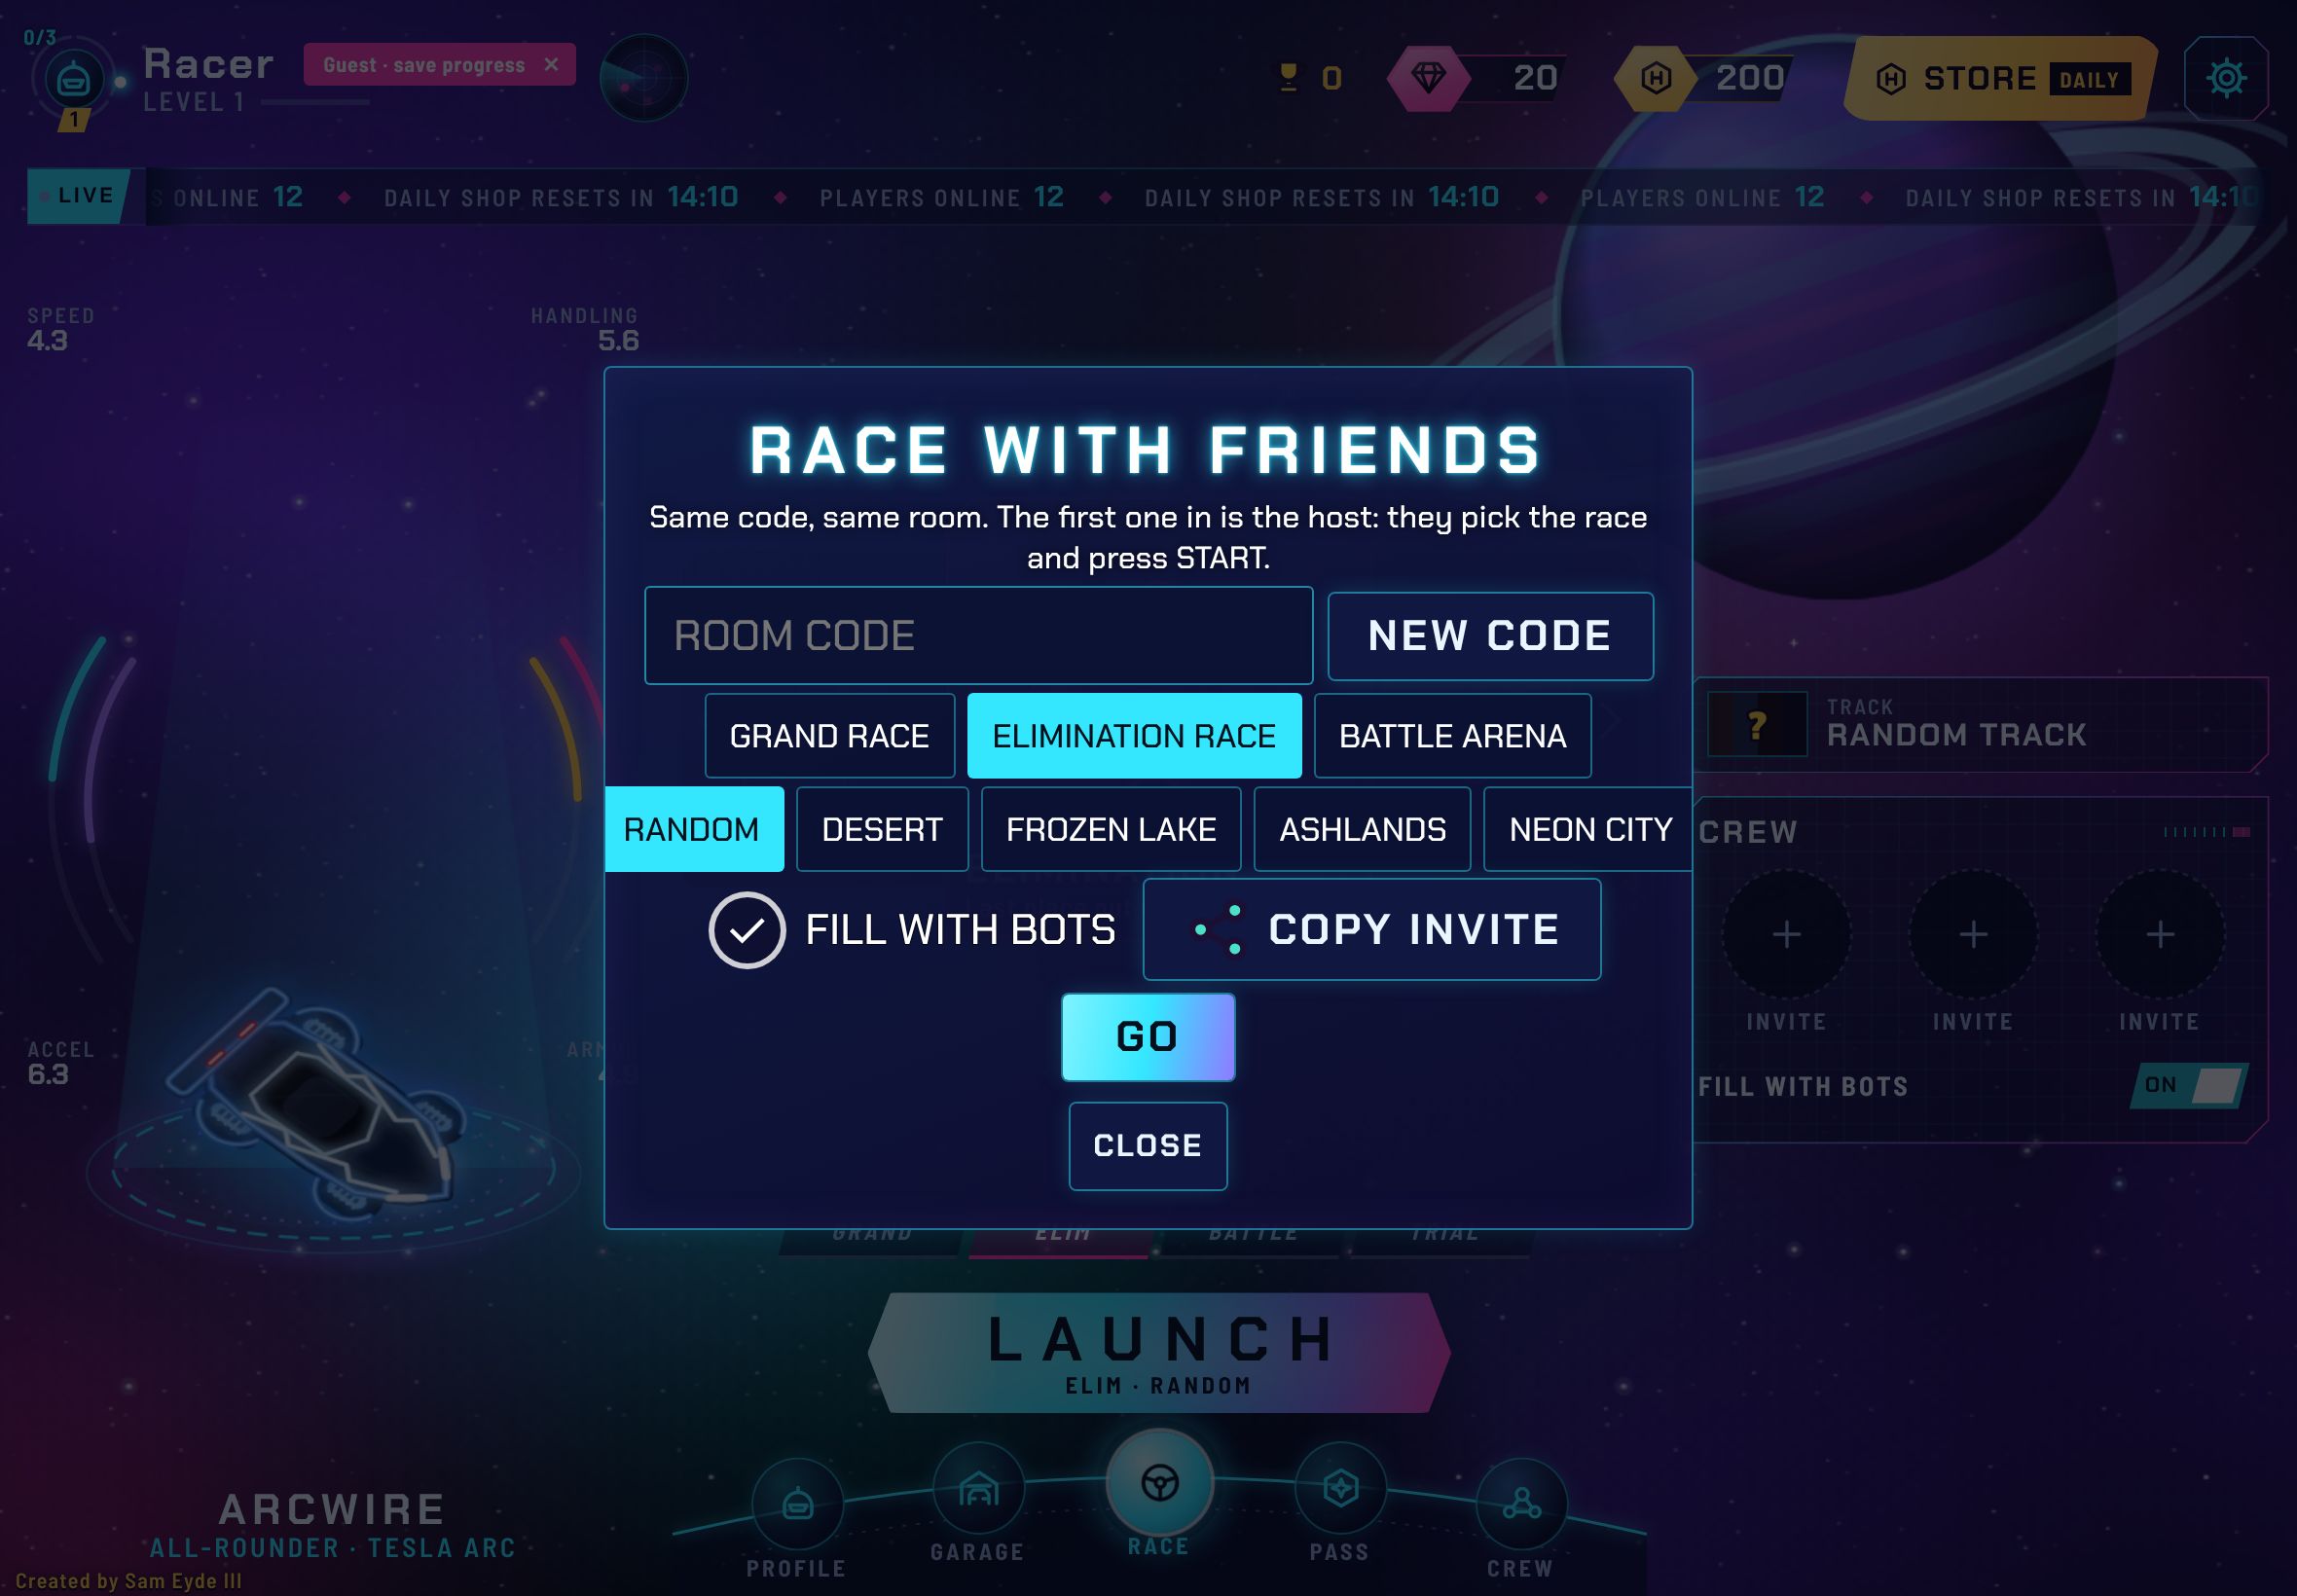 0/3
Racer
LEVEL 1
1
Guest · save progress ✕
0
20
200
STORE DAILY
LIVE
S ONLINE 12 ◆ DAILY SHOP RESETS IN 14:10 ◆ PLAYERS ONLINE 12 ◆ DAILY SHOP RESETS IN 14:10 ◆ PLAYERS ONLINE 12 ◆ DAILY SHOP RESETS IN 14:10
SPEED
4.3
HANDLING
5.6
RACE WITH FRIENDS
Same code, same room. The first one in is the host: they pick the race
and press START.
ROOM CODE
NEW CODE
GRAND RACE
ELIMINATION RACE
BATTLE ARENA
RANDOM
DESERT
FROZEN LAKE
ASHLANDS
NEON CITY
FILL WITH BOTS
COPY INVITE
GO
CLOSE
?
TRACK
RANDOM TRACK
CREW
+
+
+
INVITE
INVITE
INVITE
FILL WITH BOTS
ON
ACCEL
6.3
GRAND
ELIM
BATTLE
TRIAL
LAUNCH
ELIM · RANDOM
ARCWIRE
ALL-ROUNDER · TESLA ARC
PROFILE
GARAGE
RACE
PASS
CREW
Created by Sam Eyde III